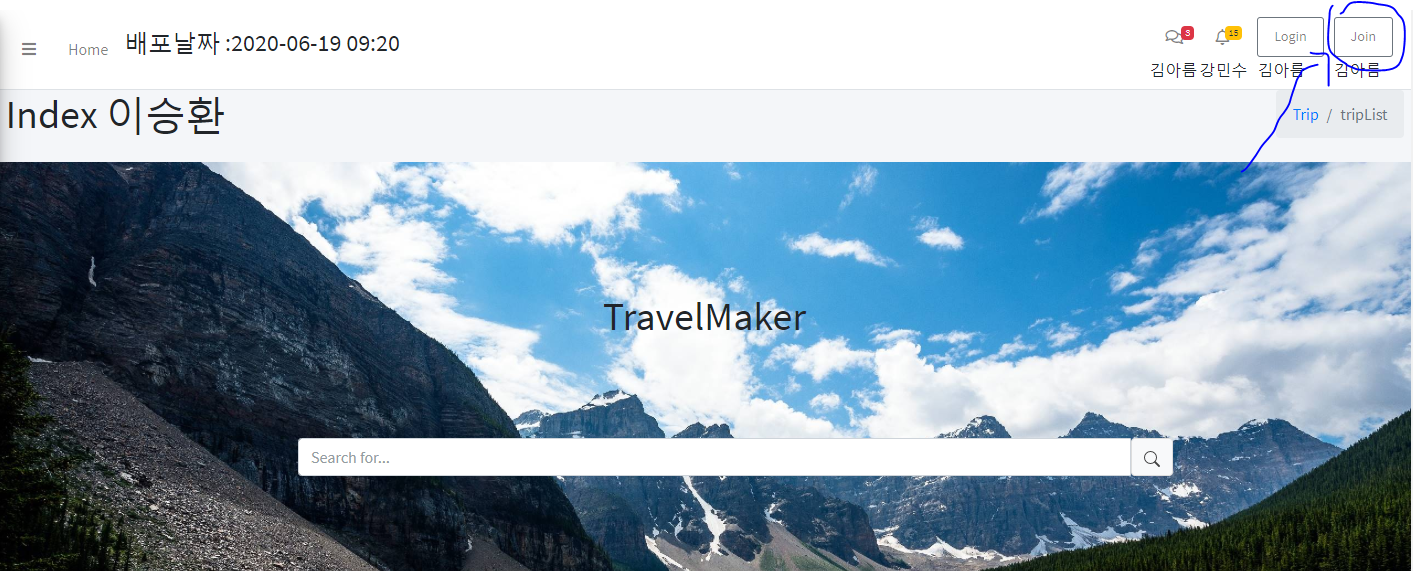 Home 배포날짜 :2020-06-19 09:20 3 15 Login Join
김아름 강민수 김아름 김아름
Index 이승환
Trip / tripList
TravelMaker
Search for...